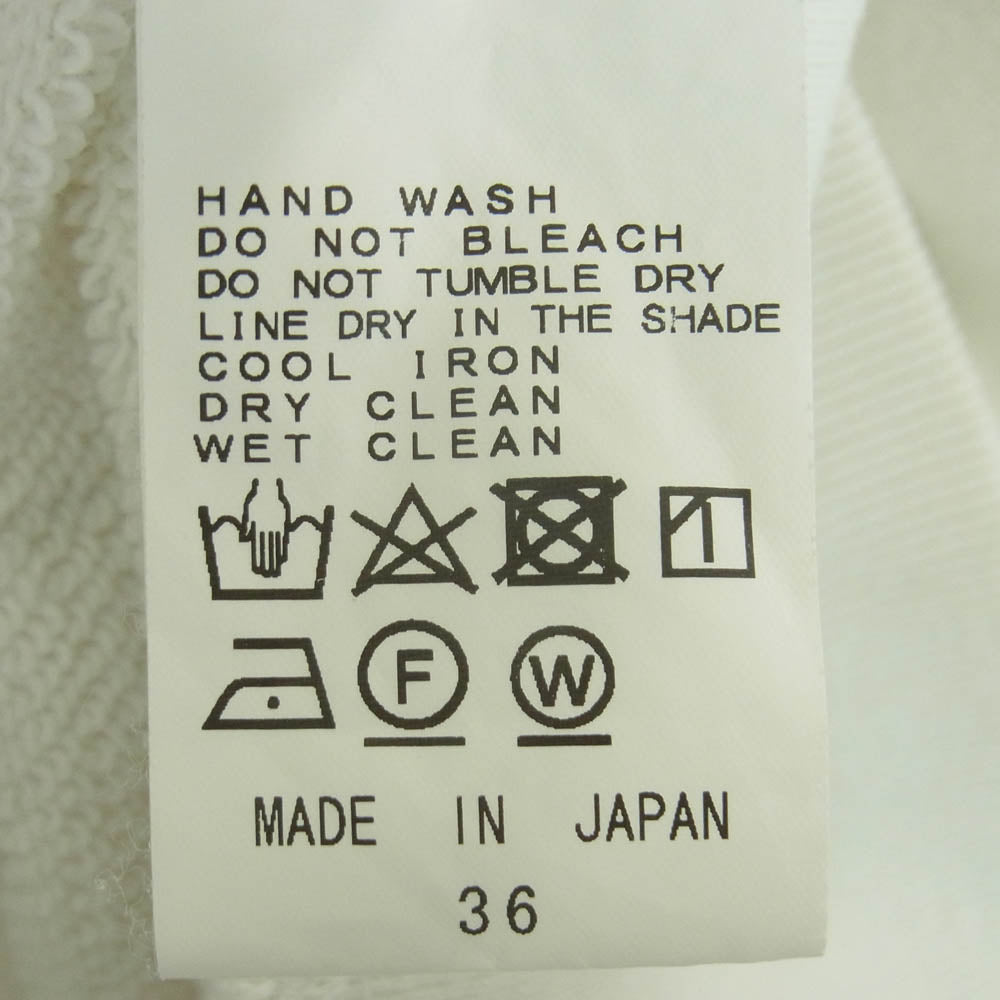 HAND WASH
DO NOT BLEACH
DO NOT TUMBLE DRY
LINE DRY IN THE SHADE
COOL IRON
DRY CLEAN
WET CLEAN
F W
MADE IN JAPAN
36